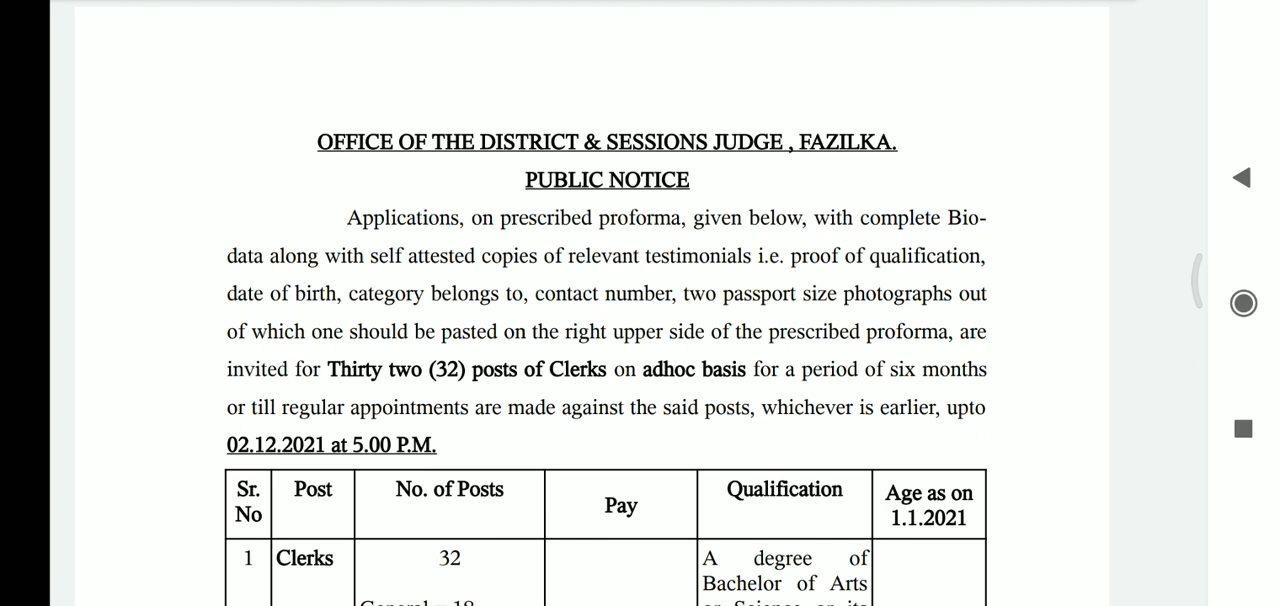 OFFICE OF THE DISTRICT & SESSIONS JUDGE , FAZILKA.
PUBLIC NOTICE
Applications, on prescribed proforma, given below, with complete Bio-
data along with self attested copies of relevant testimonials i.e. proof of qualification,
date of birth, category belongs to, contact number, two passport size photographs out
of which one should be pasted on the right upper side of the prescribed proforma, are
invited for Thirty two (32) posts of Clerks on adhoc basis for a period of six months
or till regular appointments are made against the said posts, whichever is earlier, upto
02.12.2021 at 5.00 P.M.
Sr. No
Post
No. of Posts
Pay
Qualification
Age as on
1.1.2021
1
Clerks
32
A degree of
Bachelor of Arts